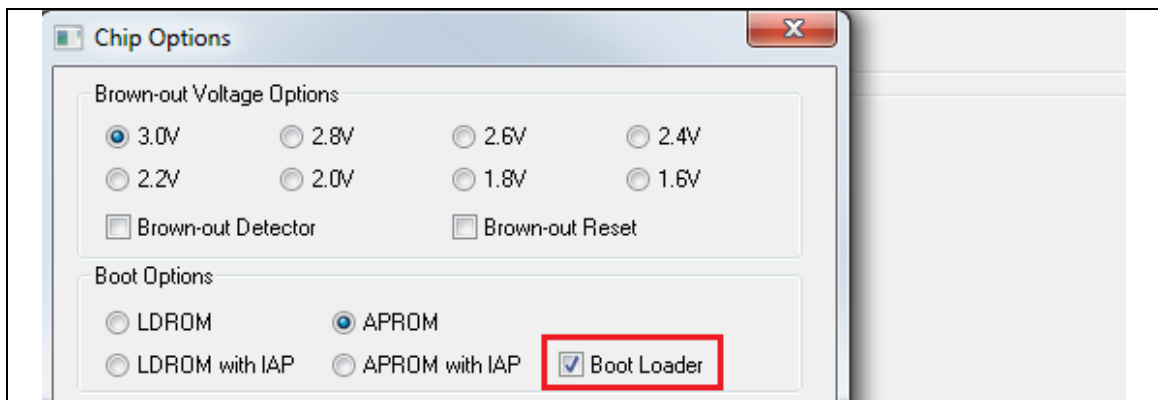 Chip Options
Brown-out Voltage Options
3.0V 2.8V 2.6V 2.4V
2.2V 2.0V 1.8V 1.6V
Brown-out Detector Brown-out Reset
Boot Options
LDROM APROM
LDROM with IAP APROM with IAP Boot Loader